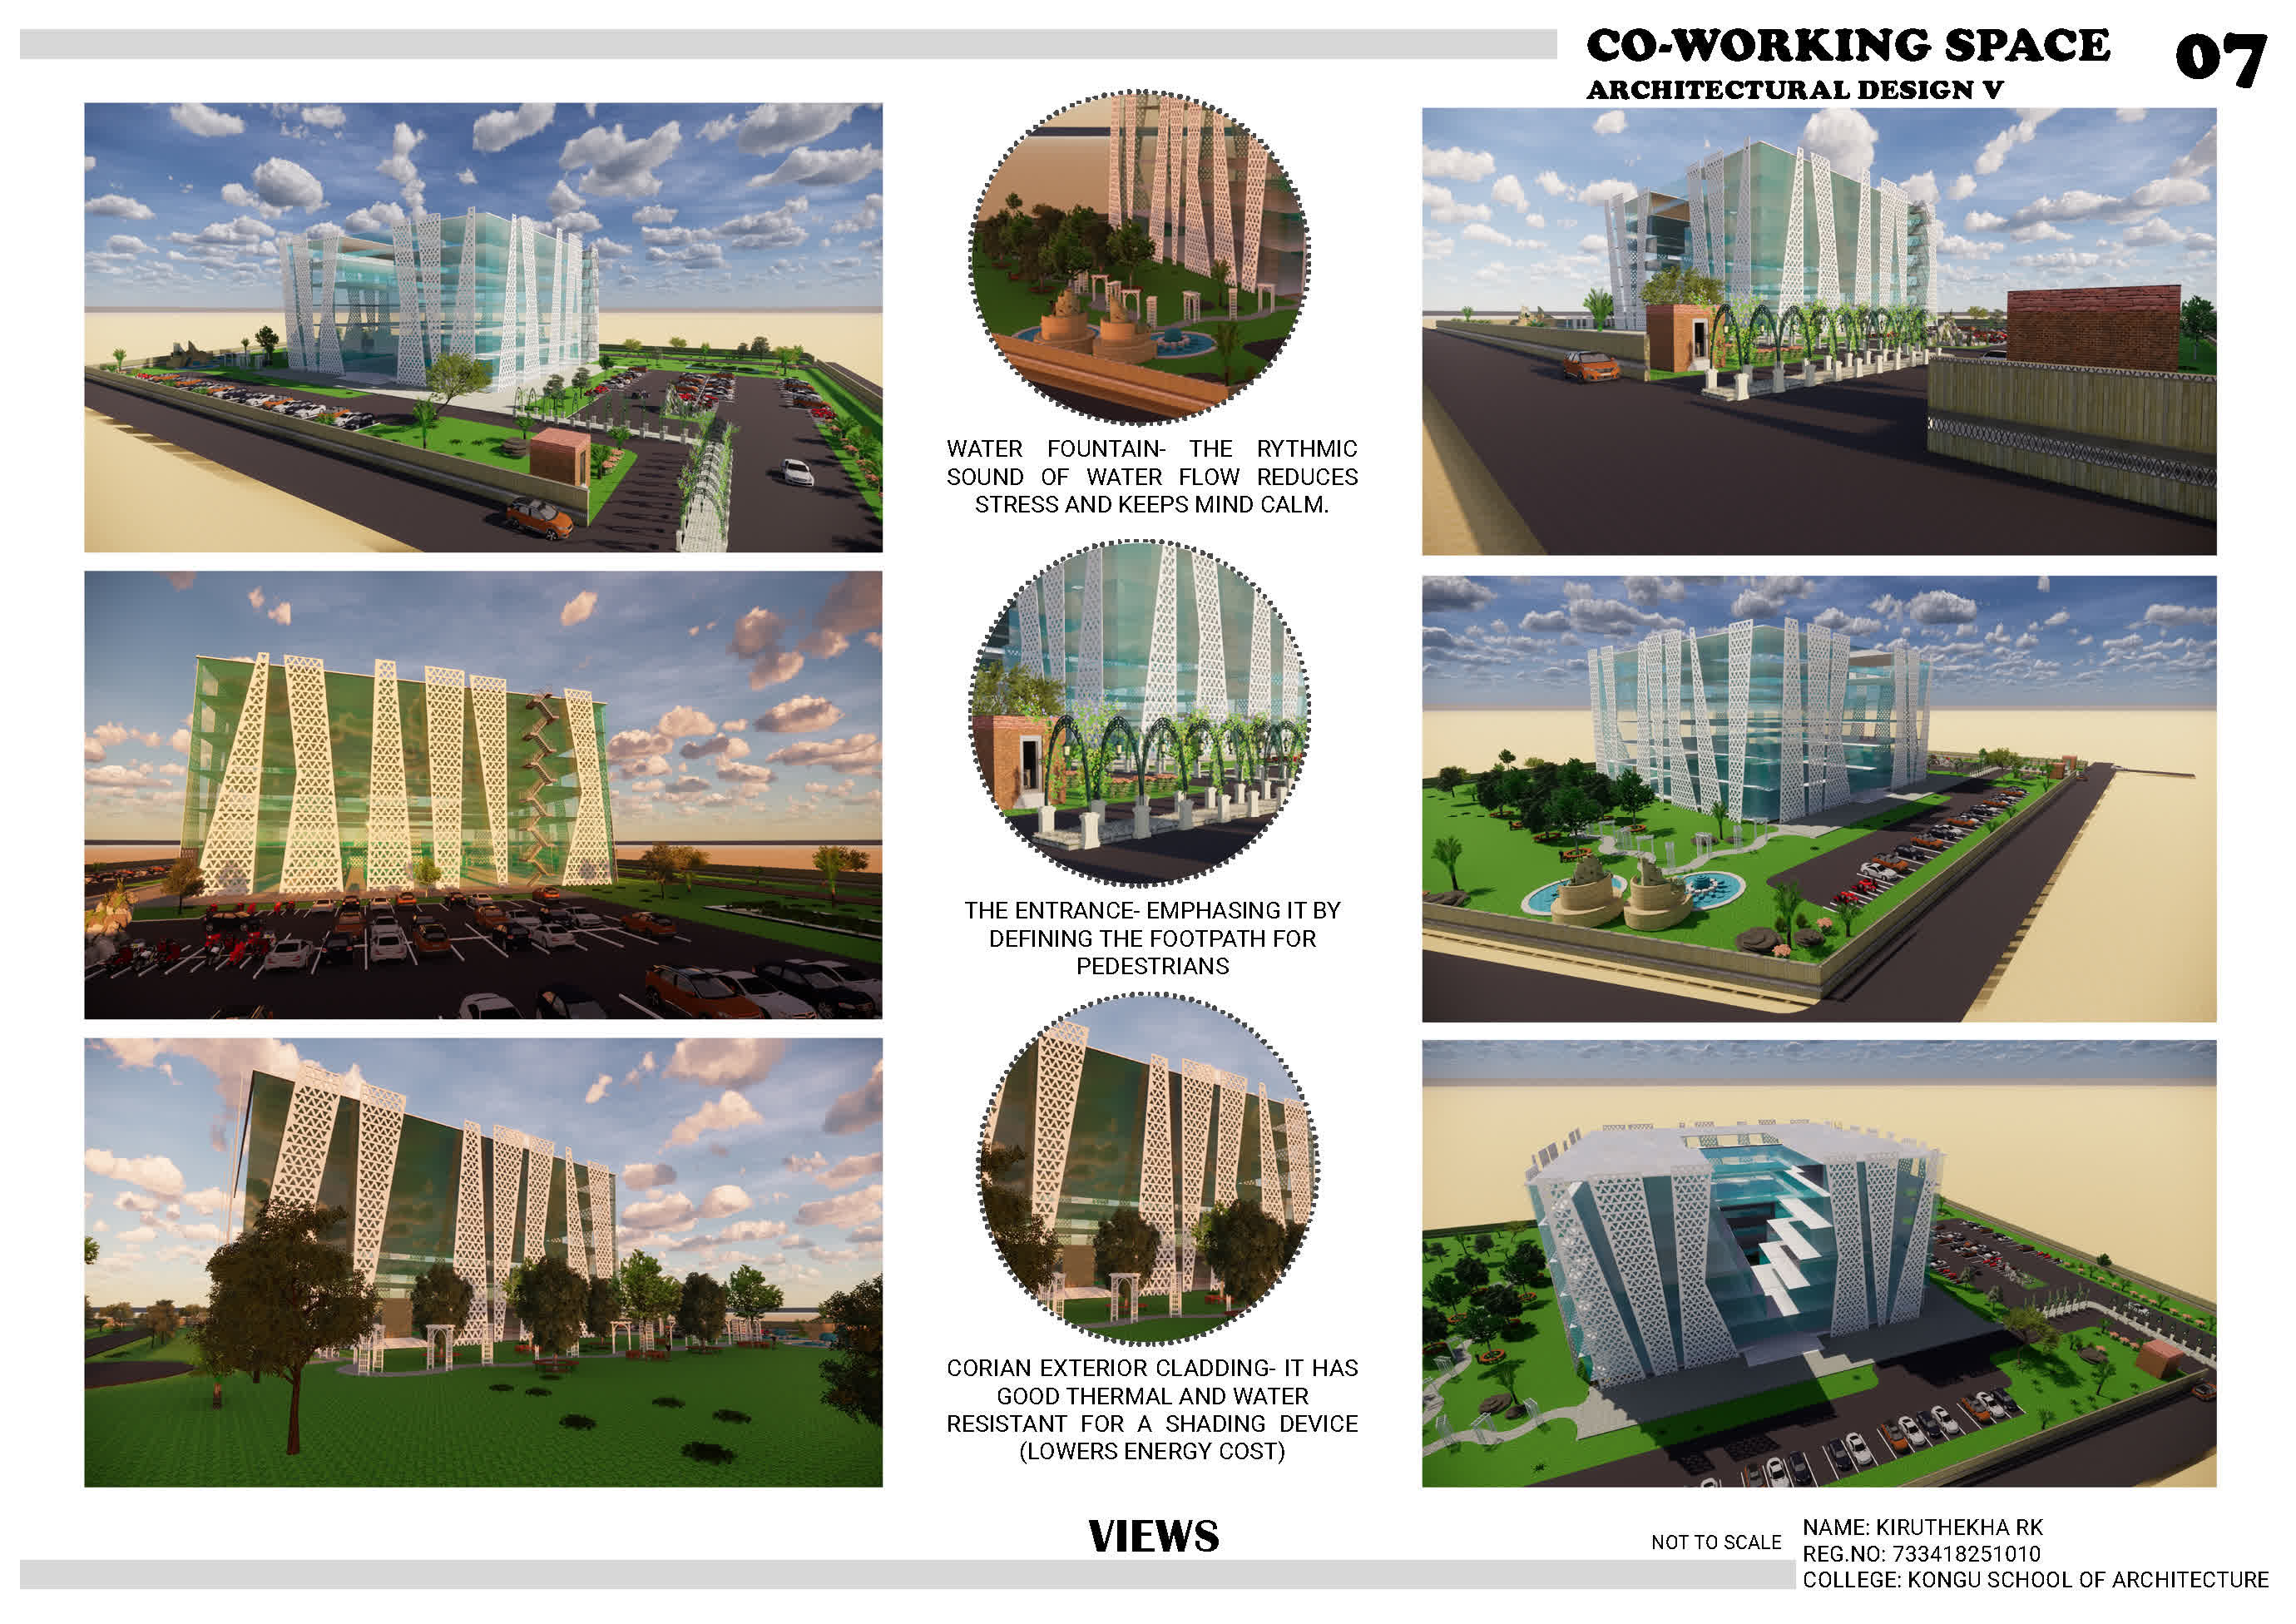 CO-WORKING SPACE
07
ARCHITECTURAL DESIGN V
WATER FOUNTAIN- THE RYTHMIC
SOUND OF WATER FLOW REDUCES
STRESS AND KEEPS MIND CALM.
THE ENTRANCE- EMPHASING IT BY
DEFINING THE FOOTPATH FOR
PEDESTRIANS
CORIAN EXTERIOR CLADDING- IT HAS
GOOD THERMAL AND WATER
RESISTANT FOR A SHADING DEVICE
(LOWERS ENERGY COST)
VIEWS
NOT TO SCALE
NAME: KIRUTHEKHA RK
REG.NO: 733418251010
COLLEGE: KONGU SCHOOL OF ARCHITECTURE